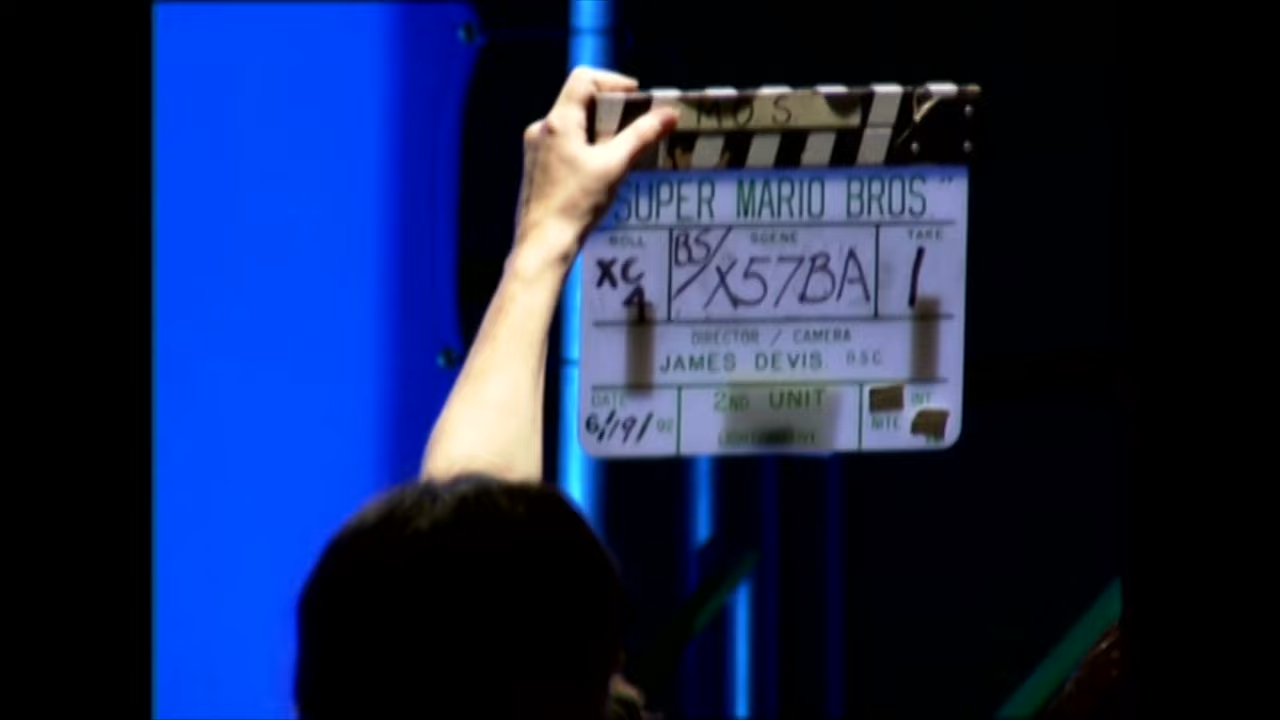 MOS
"SUPER MARIO BROS"
ROLL
SCENE
TAKE
XC
4
BS/
X57BA
1
DIRECTOR / CAMERA
JAMES DEVIS.
DATE
2ND UNIT
INT
6/19/92
NITE